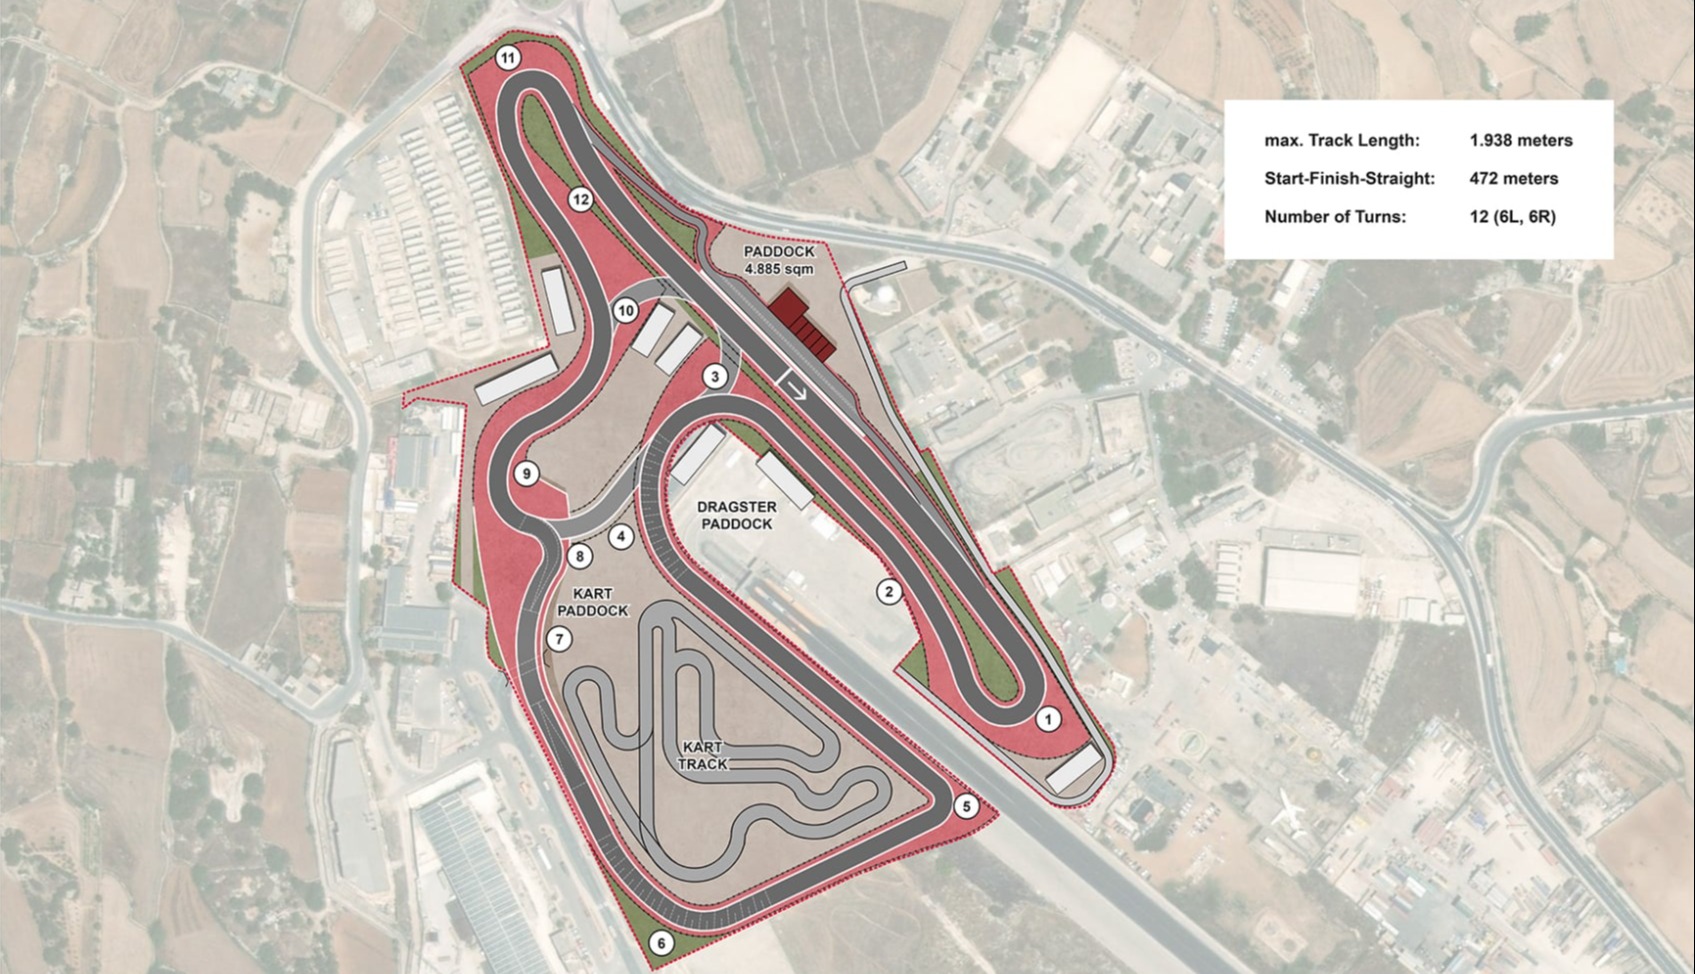 11
12
PADDOCK
4.885 sqm
max. Track Length: 1.938 meters
Start-Finish-Straight: 472 meters
Number of Turns: 12 (6L, 6R)
10
3
9
DRAGSTER
PADDOCK
4
8
2
KART
PADDOCK
7
1
KART
TRACK
5
6